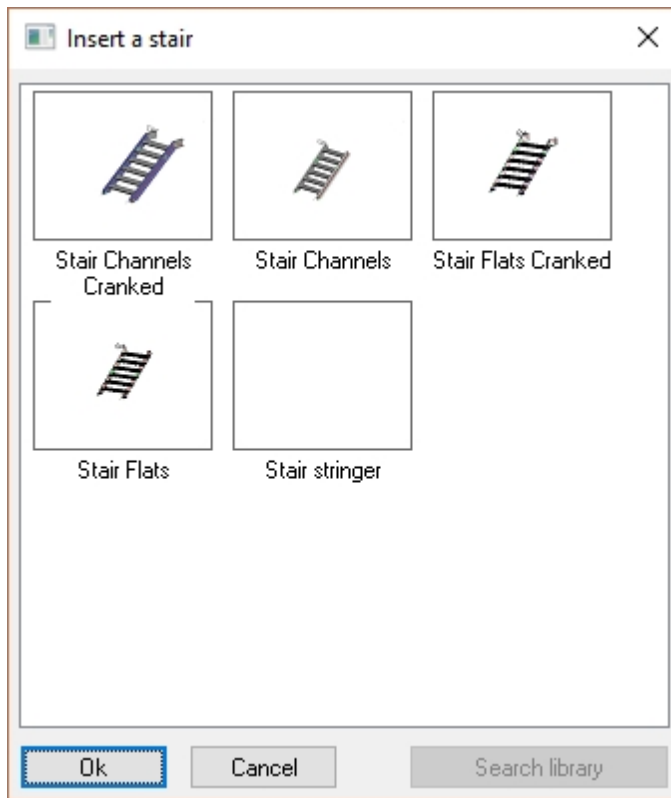 Insert a stair
Stair Channels
Cranked
Stair Channels
Stair Flats Cranked
Stair Flats
Stair stringer
Ok
Cancel
Search library